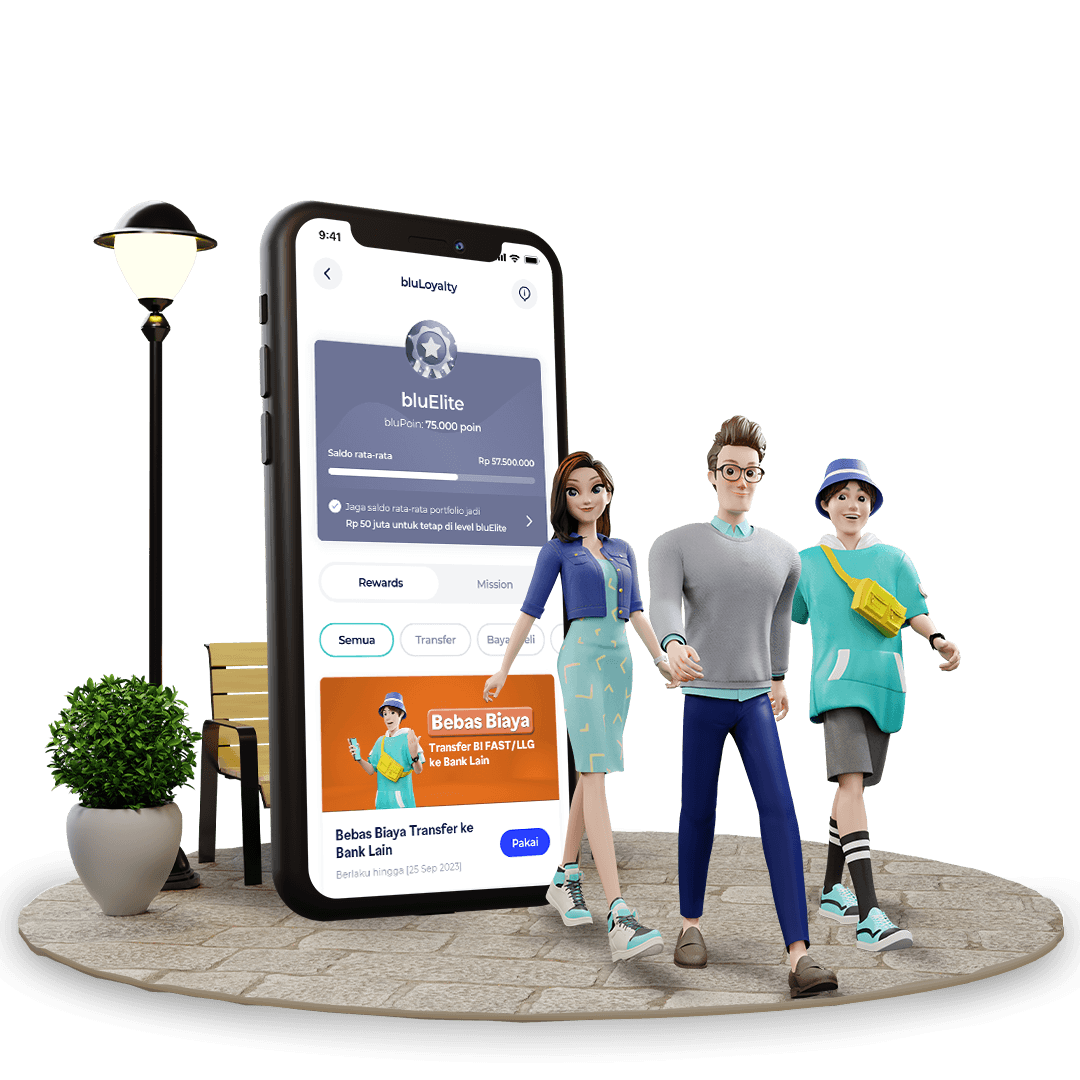 9:41
bluLoyalty
bluElite
bluPoin: 75.000 poin
Saldo rata-rata
Rp 57.500.000
Jaga saldo rata-rata portfolio jadi
Rp 50 juta untuk tetap di level bluElite
Rewards
Mission
Semua
Transfer
Bebas Biaya
Transfer BI FAST/LLG
ke Bank Lain
Bebas Biaya Transfer ke
Bank Lain
Pakai
Berlaku hingga [25 Sep 2023]